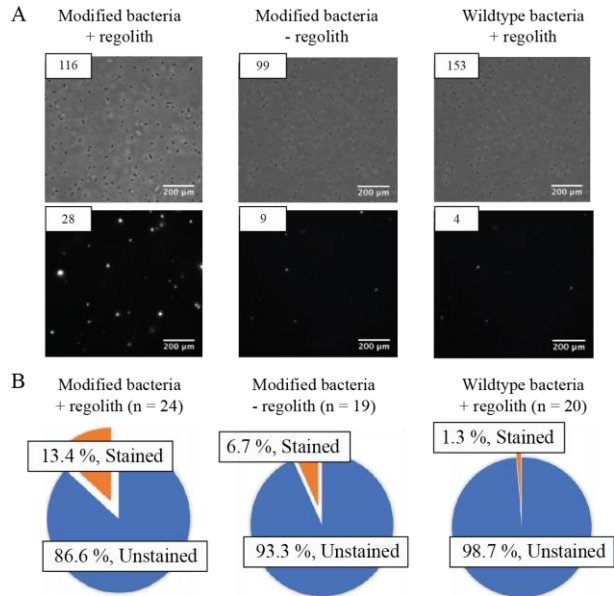 A
Modified bacteria
+ regolith
Modified bacteria
- regolith
Wildtype bacteria
+ regolith
116
99
153
200 µm
200 µm
200 µm
28
9
4
200 µm
200 µm
200 µm
B
Modified bacteria
+ regolith (n = 24)
Modified bacteria
- regolith (n = 19)
Wildtype bacteria
+ regolith (n = 20)
13.4 %, Stained
6.7 %, Stained
1.3 %, Stained
86.6 %, Unstained
93.3 %, Unstained
98.7 %, Unstained